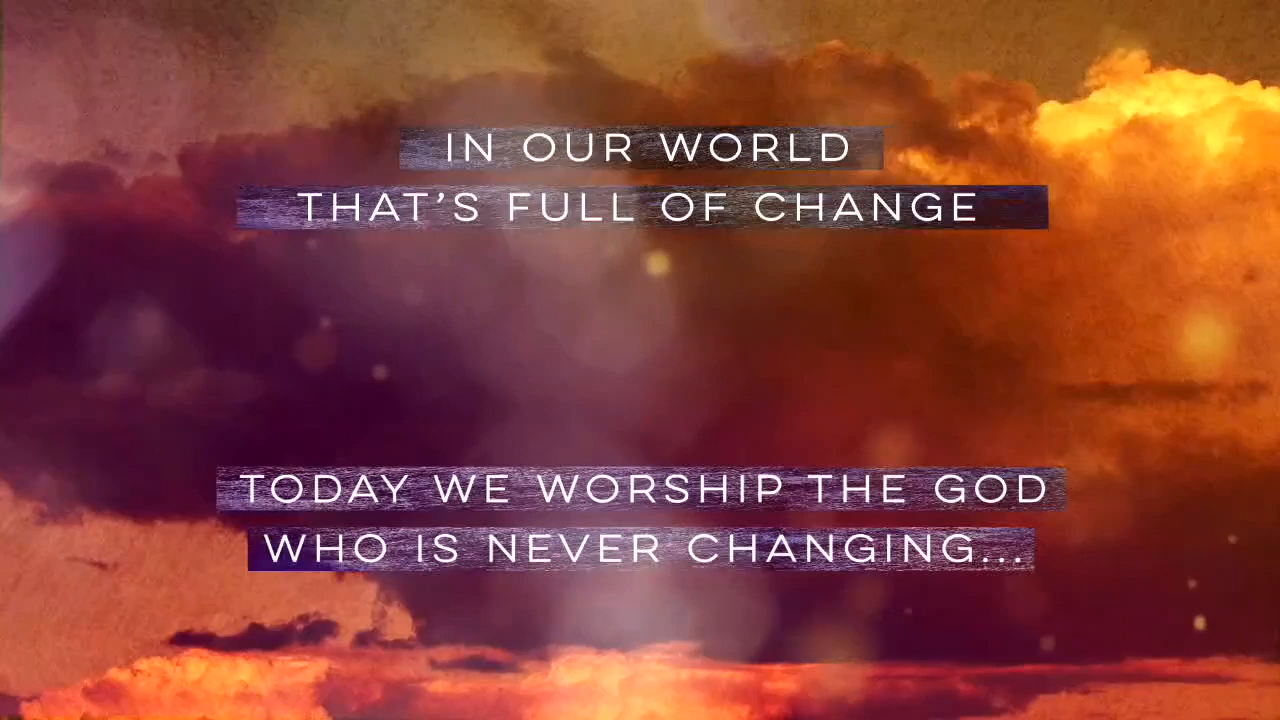 IN OUR WORLD
THAT'S FULL OF CHANGE
TODAY WE WORSHIP THE GOD
WHO IS NEVER CHANGING...